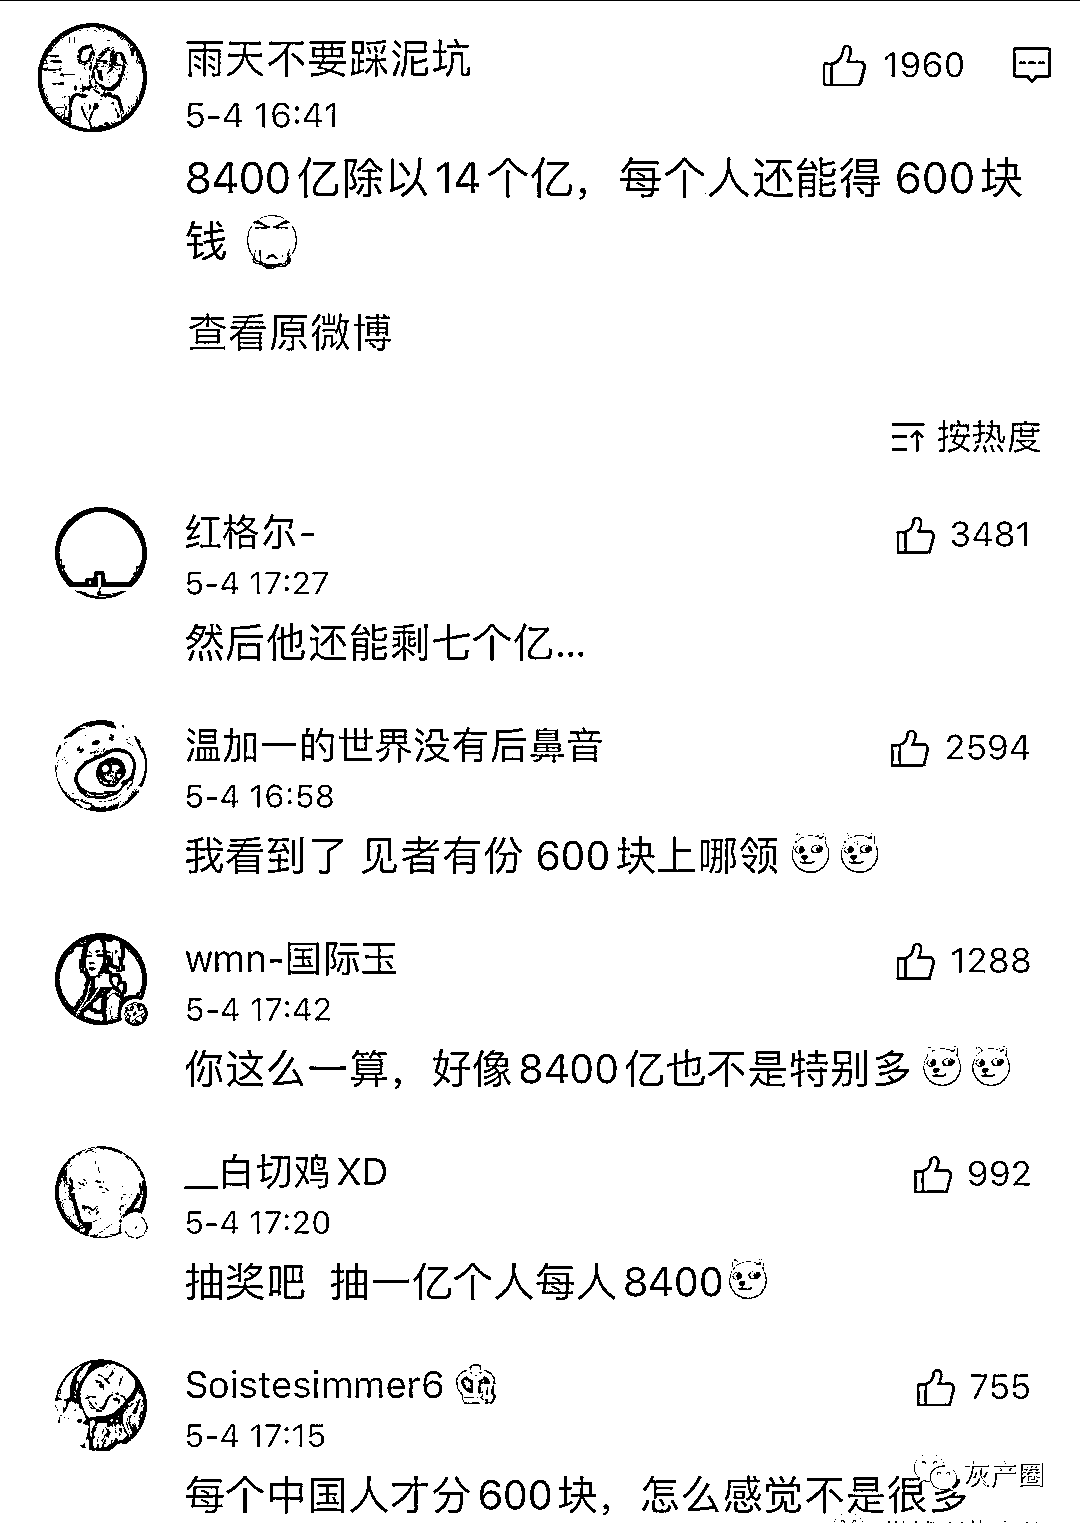 雨天不要踩泥坑
1960
5-4 16:41
8400亿除以14个亿，每个人还能得 600块
钱
查看原微博
按热度
红格尔-
3481
5-4 17:27
然后他还能剩七个亿...
温加一的世界没有后鼻音
2594
5-4 16:58
我看到了 见者有份 600块上哪领
wmn-国际玉
1288
5-4 17:42
你这么一算，好像8400亿也不是特别多
__白切鸡XD
992
5-4 17:20
抽奖吧 抽一亿个人每人8400
Soistesimmer6
755
5-4 17:15
每个中国人才分600块，怎么感觉不是很多
灰产圈